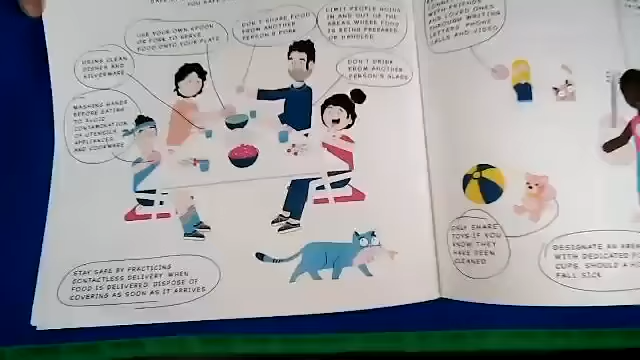 LIMIT PEOPLE GOING
IN AND OUT OF THE
AREAS WHERE FOOD
IS BEING PREPARED
OR HANDLED
DON'T SHARE FOOD
FROM ANOTHER
PERSON'S FORK
USE YOUR OWN SPOON
OR FORK TO SERVE
FOOD ONTO YOUR PLATE
USING CLEAN
DISHES AND
SILVERWARE
DON'T DRINK
FROM ANOTHER
PERSON'S GLASS
WASHING HANDS
BEFORE EATING
TO AVOID
CONTAMINATION
OF UTENSILS,
APPLIANCES
AND COOKWARE
STAY SAFE BY PRACTICING
CONTACTLESS DELIVERY WHEN
FOOD IS DELIVERED. DISPOSE OF
COVERING AS SOON AS IT ARRIVES
WITH FRIENDS
AND LOVED ONES
THROUGH WRITING
LETTERS, PHONE
CALLS AND VIDEO
ONLY SHARE
TOYS IF YOU
KNOW THEY
HAVE BEEN
CLEANED
DESIGNATE AN AREA
WITH DEDICATED
CUPS, SHOULD A
FALL SICK